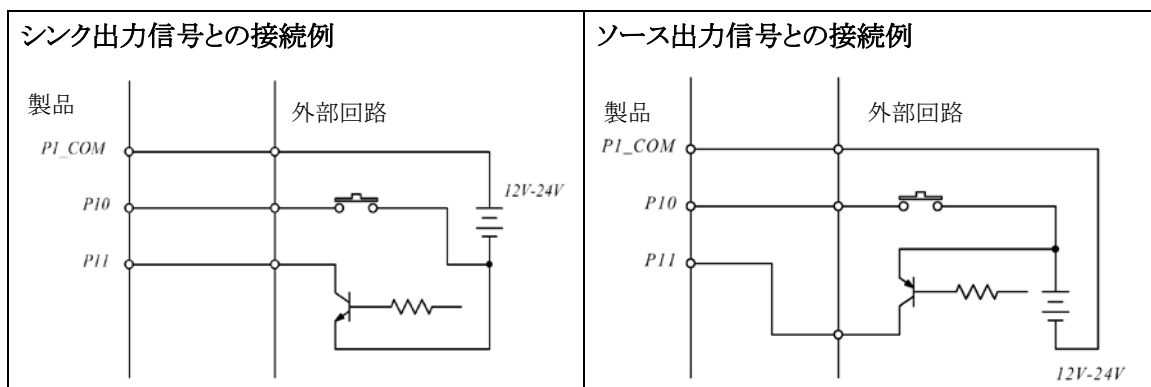 シンク出力信号との接続例
製品
外部回路
P1_COM
P10
12V-24V
P11
ソース出力信号との接続例
製品
外部回路
P1_COM
P10
P11
12V-24V